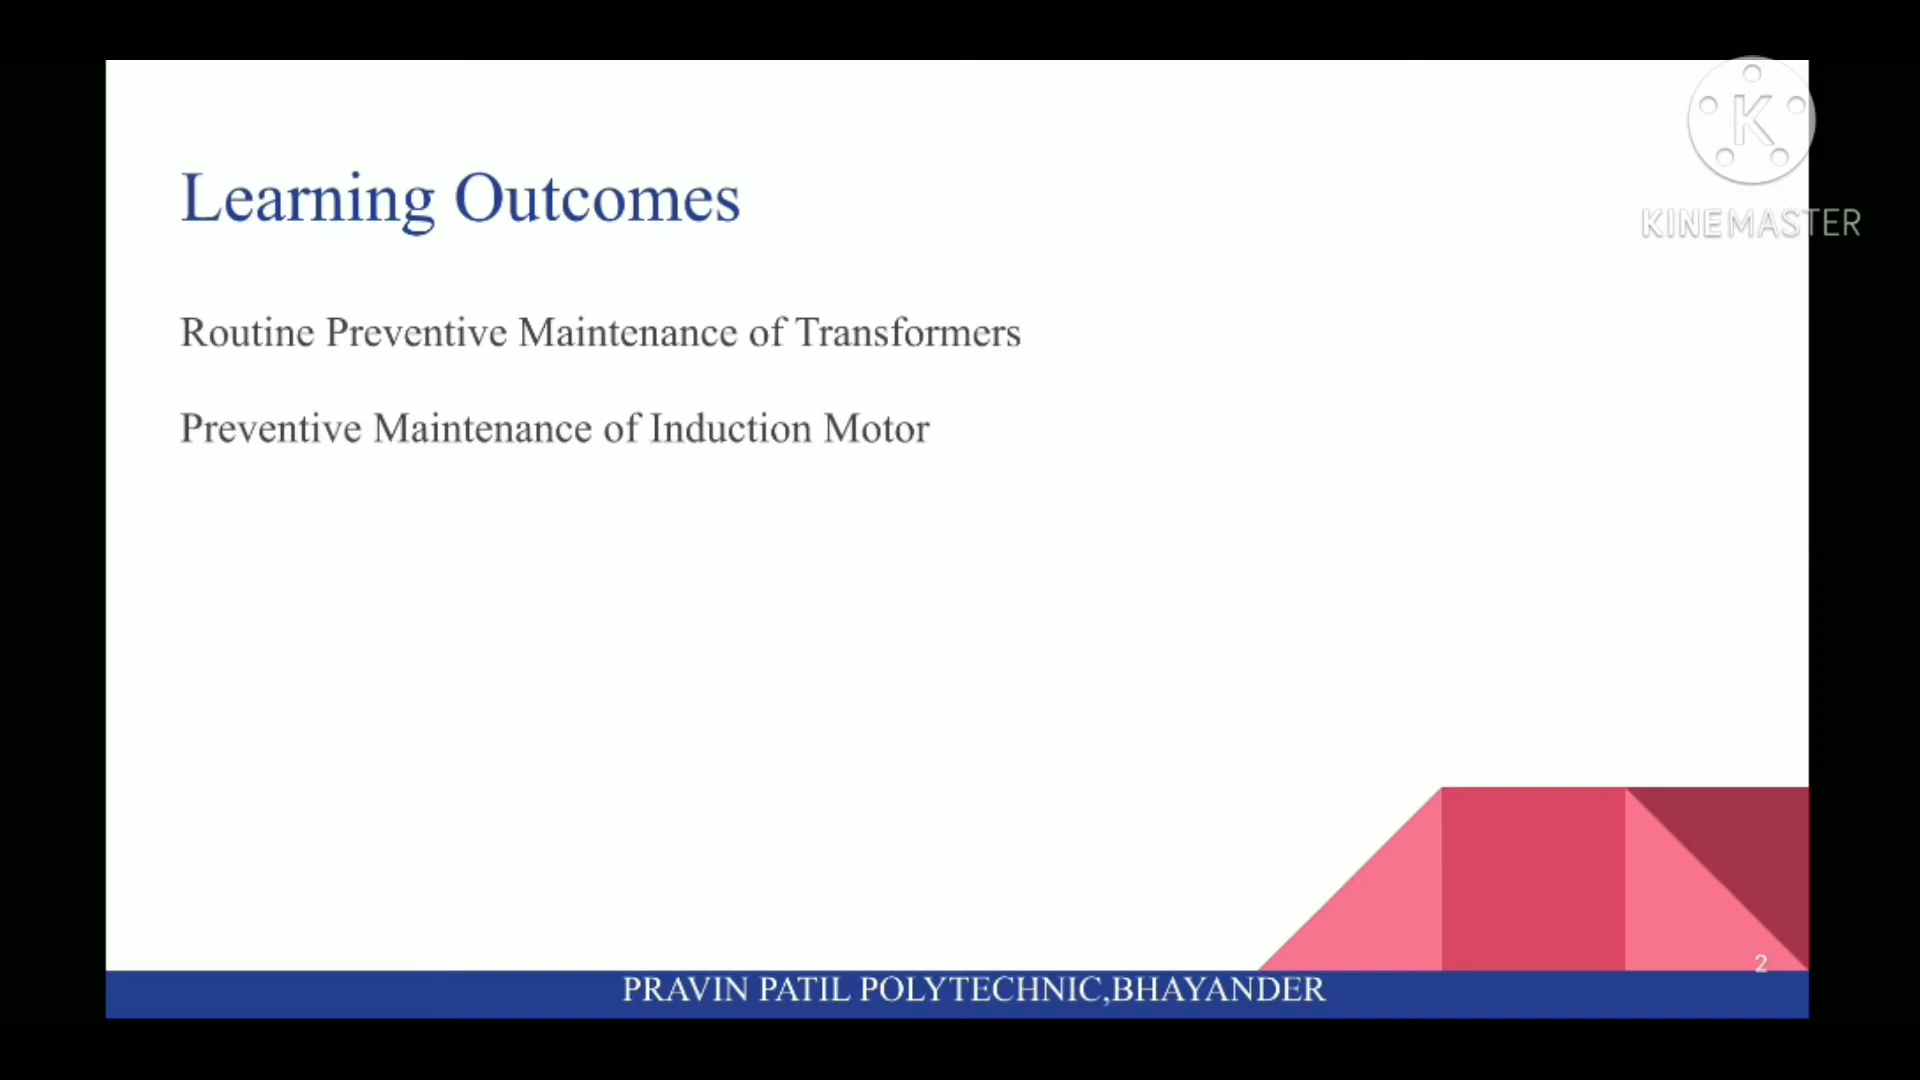 K
KINEMASTER
Learning Outcomes
Routine Preventive Maintenance of Transformers
Preventive Maintenance of Induction Motor
2
PRAVIN PATIL POLYTECHNIC,BHAYANDER